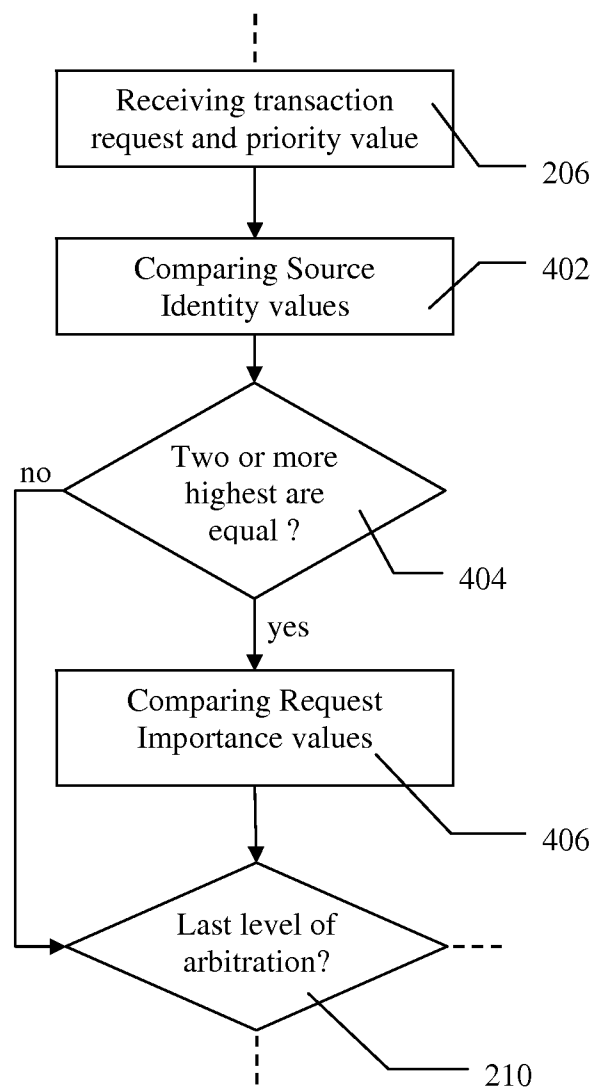 Receiving transaction
request and priority value
206
Comparing Source
Identity values
402
Two or more
highest are
equal ?
no
404
yes
Comparing Request
Importance values
406
Last level of
arbitration?
210